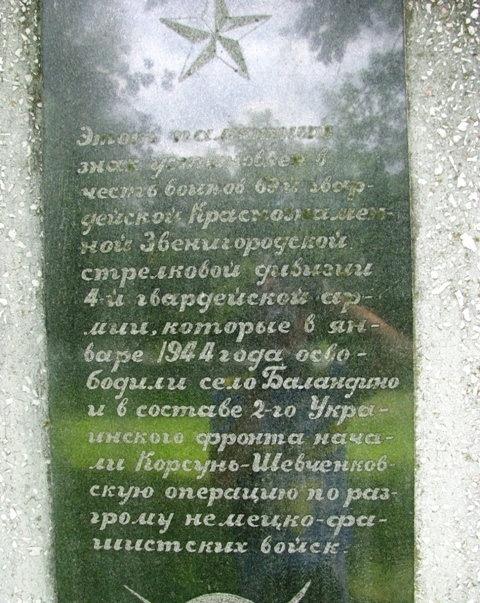 Этот памятный
знак установлен в
честь воинов 69й гвар-
дейской Краснознамен-
ной Звенигородской
стрелковой дивизии
4-й гвардейской ар-
мии, которые в ян-
варе 1944 года осво-
бодили село Баландино
и в составе 2-го Укра-
инского фронта нача-
ли Корсунь-Шевченков-
скую операцию по раз-
грому немецко-фа-
шистских войск.